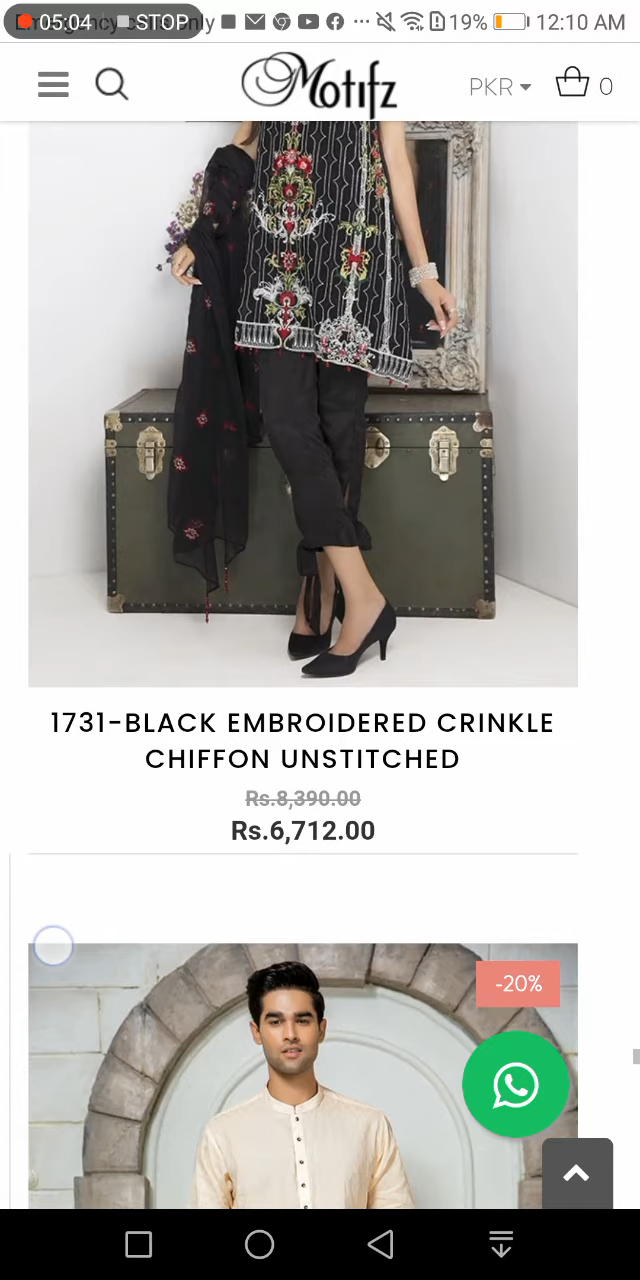 05:04 STOP only 19% 12:10 AM
Motifz PKR 0
1731-BLACK EMBROIDERED CRINKLE
CHIFFON UNSTITCHED
Rs.8,390.00
Rs.6,712.00
-20%